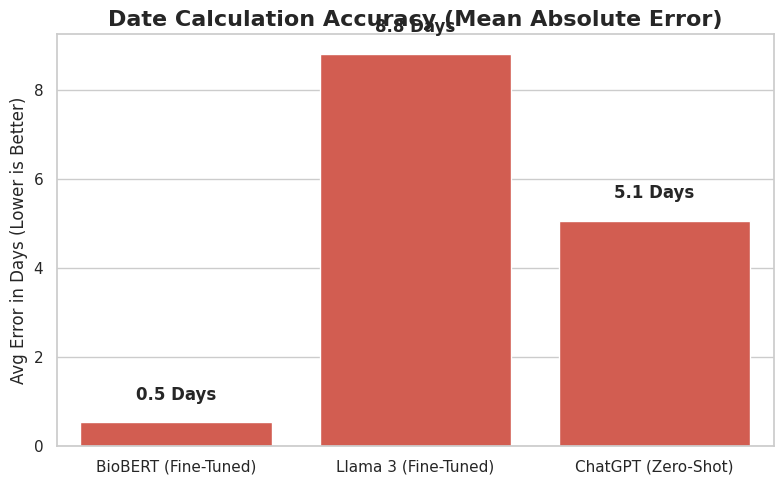 Date Calculation Accuracy (Mean Absolute Error)
8.8 Days
5.1 Days
0.5 Days
Avg Error in Days (Lower is Better)
8
6
4
2
0
BioBERT (Fine-Tuned)
Llama 3 (Fine-Tuned)
ChatGPT (Zero-Shot)